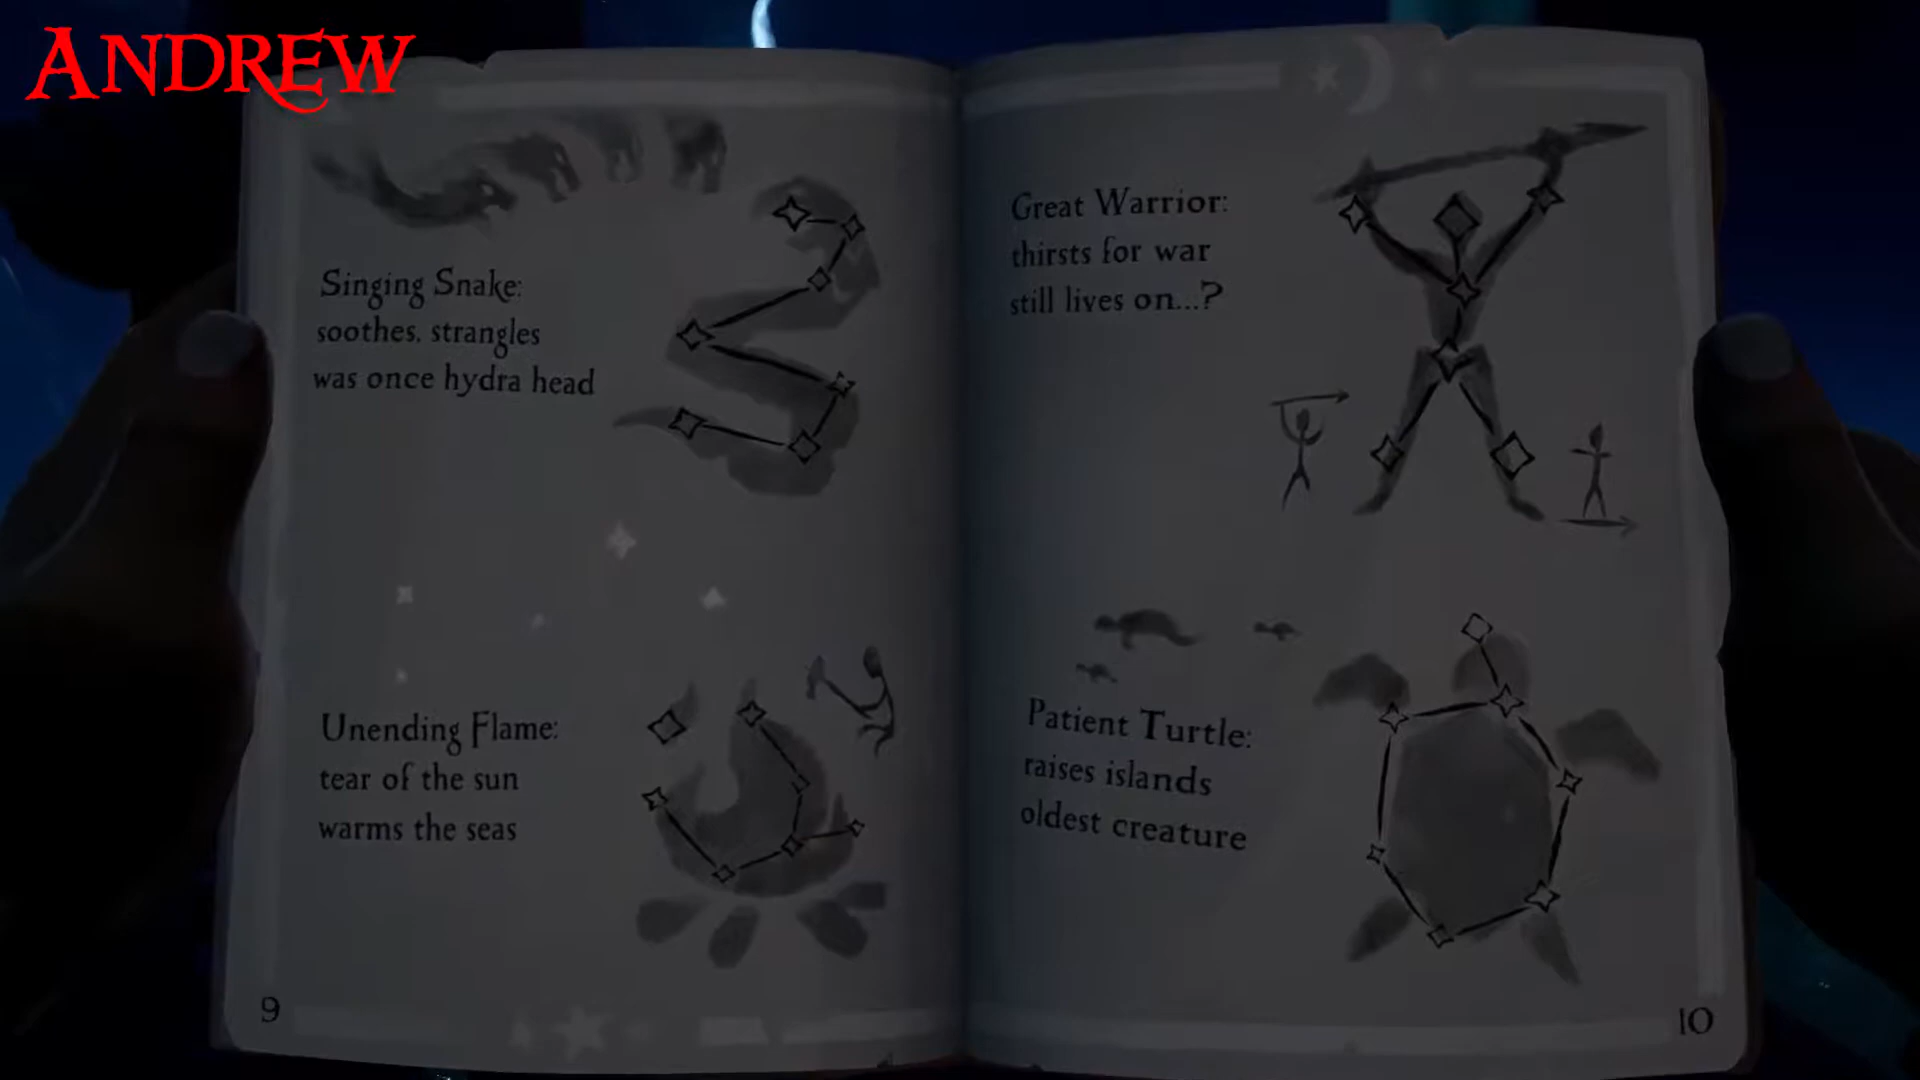 ANDREW
Singing Snake:
soothes, strangles
was once hydra head
Unending Flame:
tear of the sun
warms the seas
9
Great Warrior:
thirsts for war
still lives on...?
Patient Turtle:
raises islands
oldest creature
10